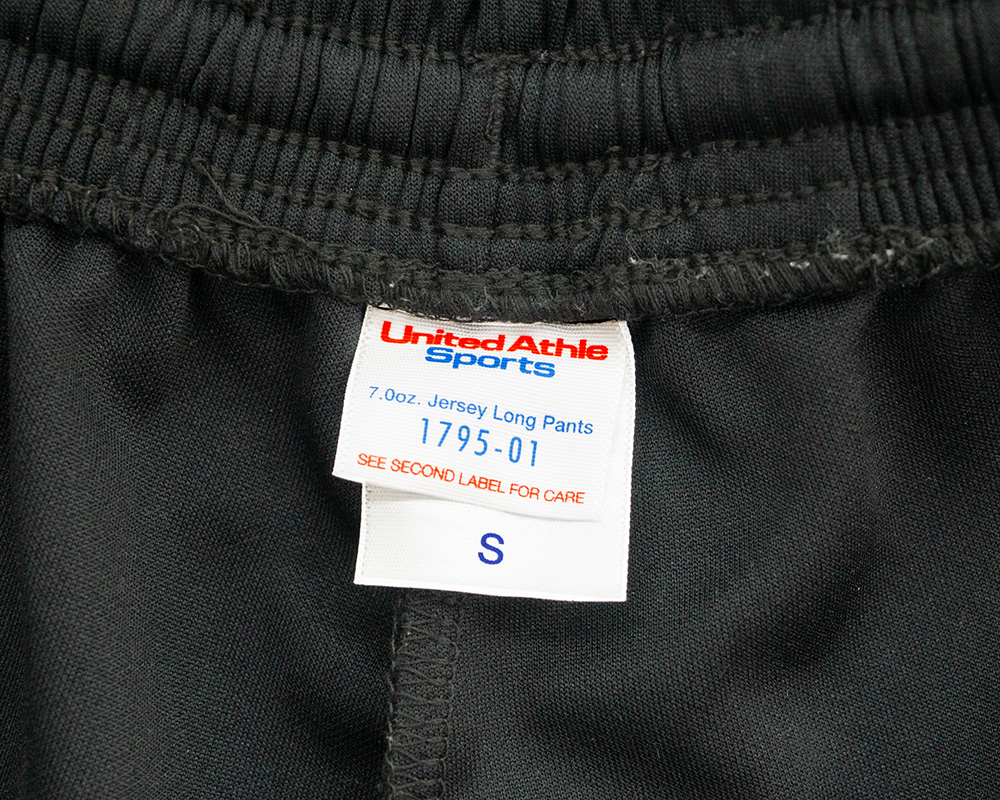 United Athle
Sports
7.0oz. Jersey Long Pants
1795-01
SEE SECOND LABEL FOR CARE
S